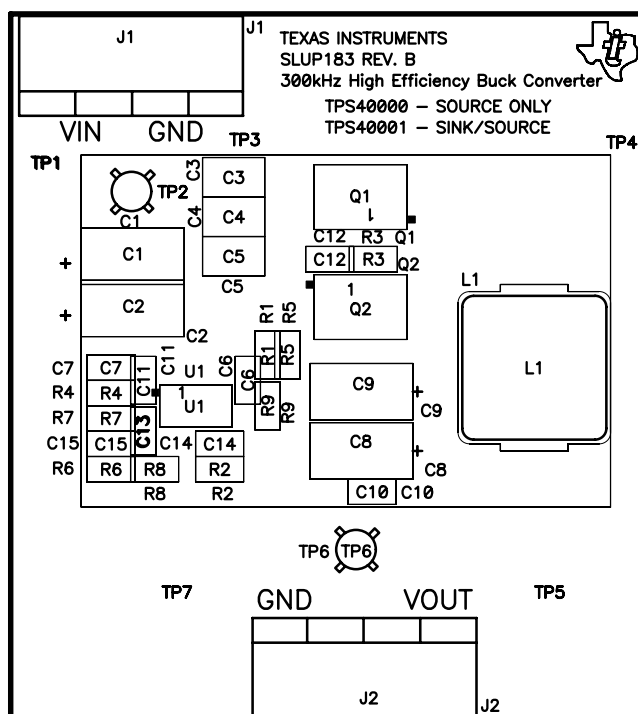 J1
J1
TEXAS INSTRUMENTS
SLUP183 REV. B
300kHz High Efficiency Buck Converter
TPS40000 – SOURCE ONLY
TPS40001 – SINK/SOURCE
VIN GND
TP3
TP4
TP1
TP2
C3
C3
C1
C4
C4
C5
C5
Q1
1
Q1
C12 R3
C12 R3
Q2
1
Q2
L1
L1
+ C1
+ C2
C2
R1
R5
R1
R5
C7
C7
C11
C11
U1
1
U1
C6
C6
R4
R4
R7
R7
C13
R9
R9
C15
C15
C14
C14
R6
R6
R8
R8
R2
R2
C9 +
C9
C8 +
C8
C10
C10
TP6
TP6
TP7
TP5
GND VOUT
J2
J2